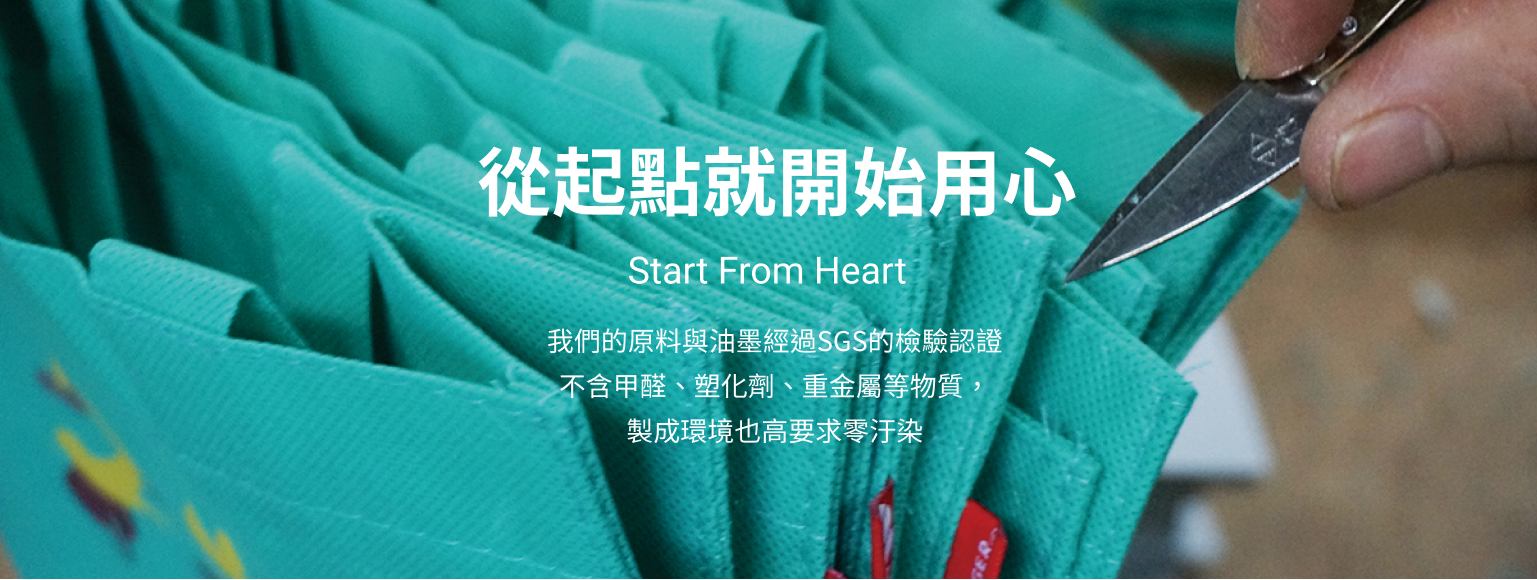 從起點就開始用心
Start From Heart
我們的原料與油墨經過SGS的檢驗認證
不含甲醛、塑化劑、重金屬等物質，
製成環境也高要求零汙染